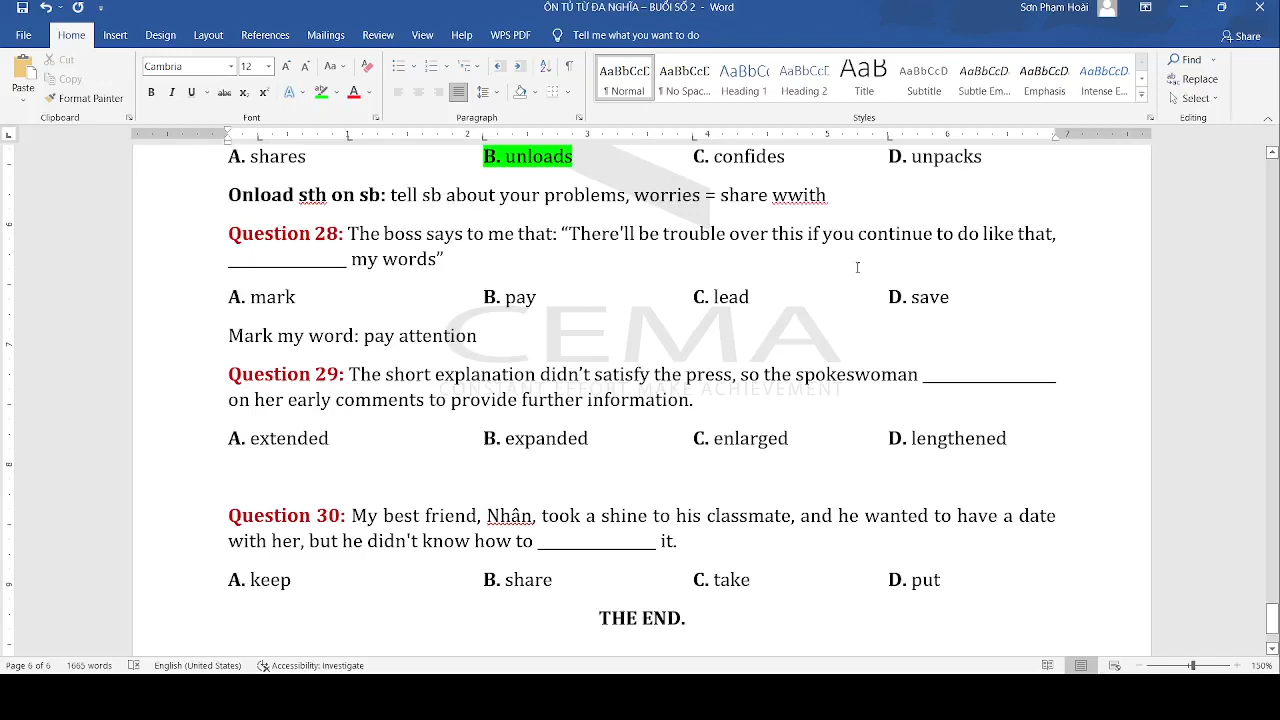 ÔN TỦ TỪ ĐA NGHĨA – BUỔI SỐ 2 - Word
Sơn Phạm Hoài
File Home Insert Design Layout References Mailings Review View Help WPS PDF Tell me what you want to do
Share
Paste
Cut
Copy
Format Painter
Clipboard
Cambria 12
Font
Paragraph
AaBbCcD AaBbCcD AaBbCc AaBbCc AaB AaBbCcD AaBbCcD AaBbCcD AaBbCcD
¶ Normal ¶ No Spac... Heading 1 Heading 2 Title Subtitle Subtle Em... Emphasis Intense E...
Styles
Find
Replace
Select
Editing
A. shares B. unloads C. confides D. unpacks
Onload sth on sb: tell sb about your problems, worries = share wwith
Question 28: The boss says to me that: “There'll be trouble over this if you continue to do like that,
______________ my words”
A. mark B. pay C. lead D. save
Mark my word: pay attention
CEMA
CONSTANT EFFORT MAKE ACHIEVEMENT
Question 29: The short explanation didn’t satisfy the press, so the spokeswoman ________________
on her early comments to provide further information.
A. extended B. expanded C. enlarged D. lengthened
Question 30: My best friend, Nhân, took a shine to his classmate, and he wanted to have a date
with her, but he didn't know how to ______________ it.
A. keep B. share C. take D. put
THE END.
Page 6 of 6 1665 words English (United States) Accessibility: Investigate 150%